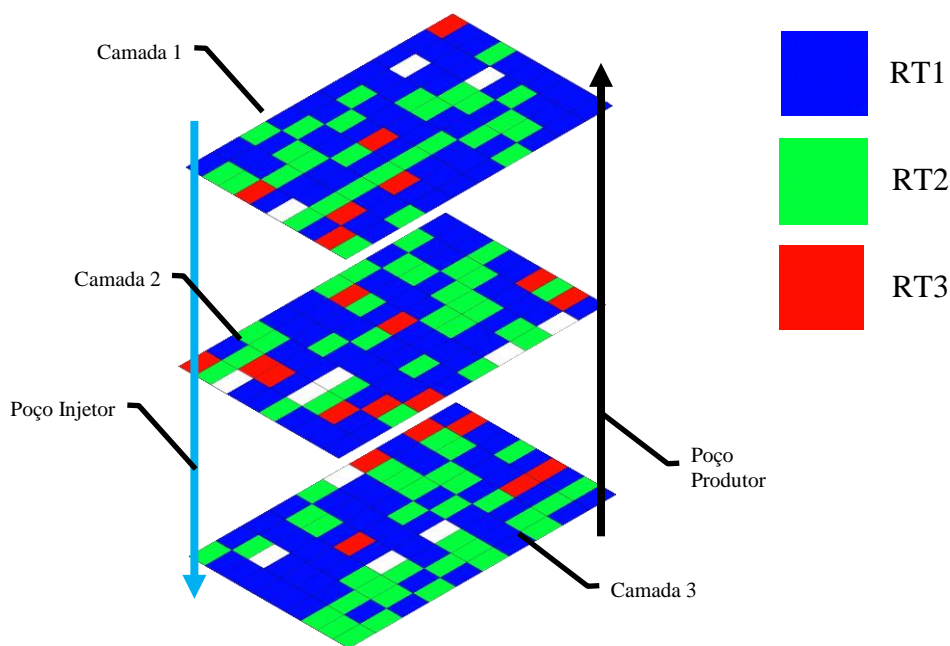 Camada 1
RT1
RT2
Camada 2
RT3
Poço Injetor
Poço
Produtor
Camada 3